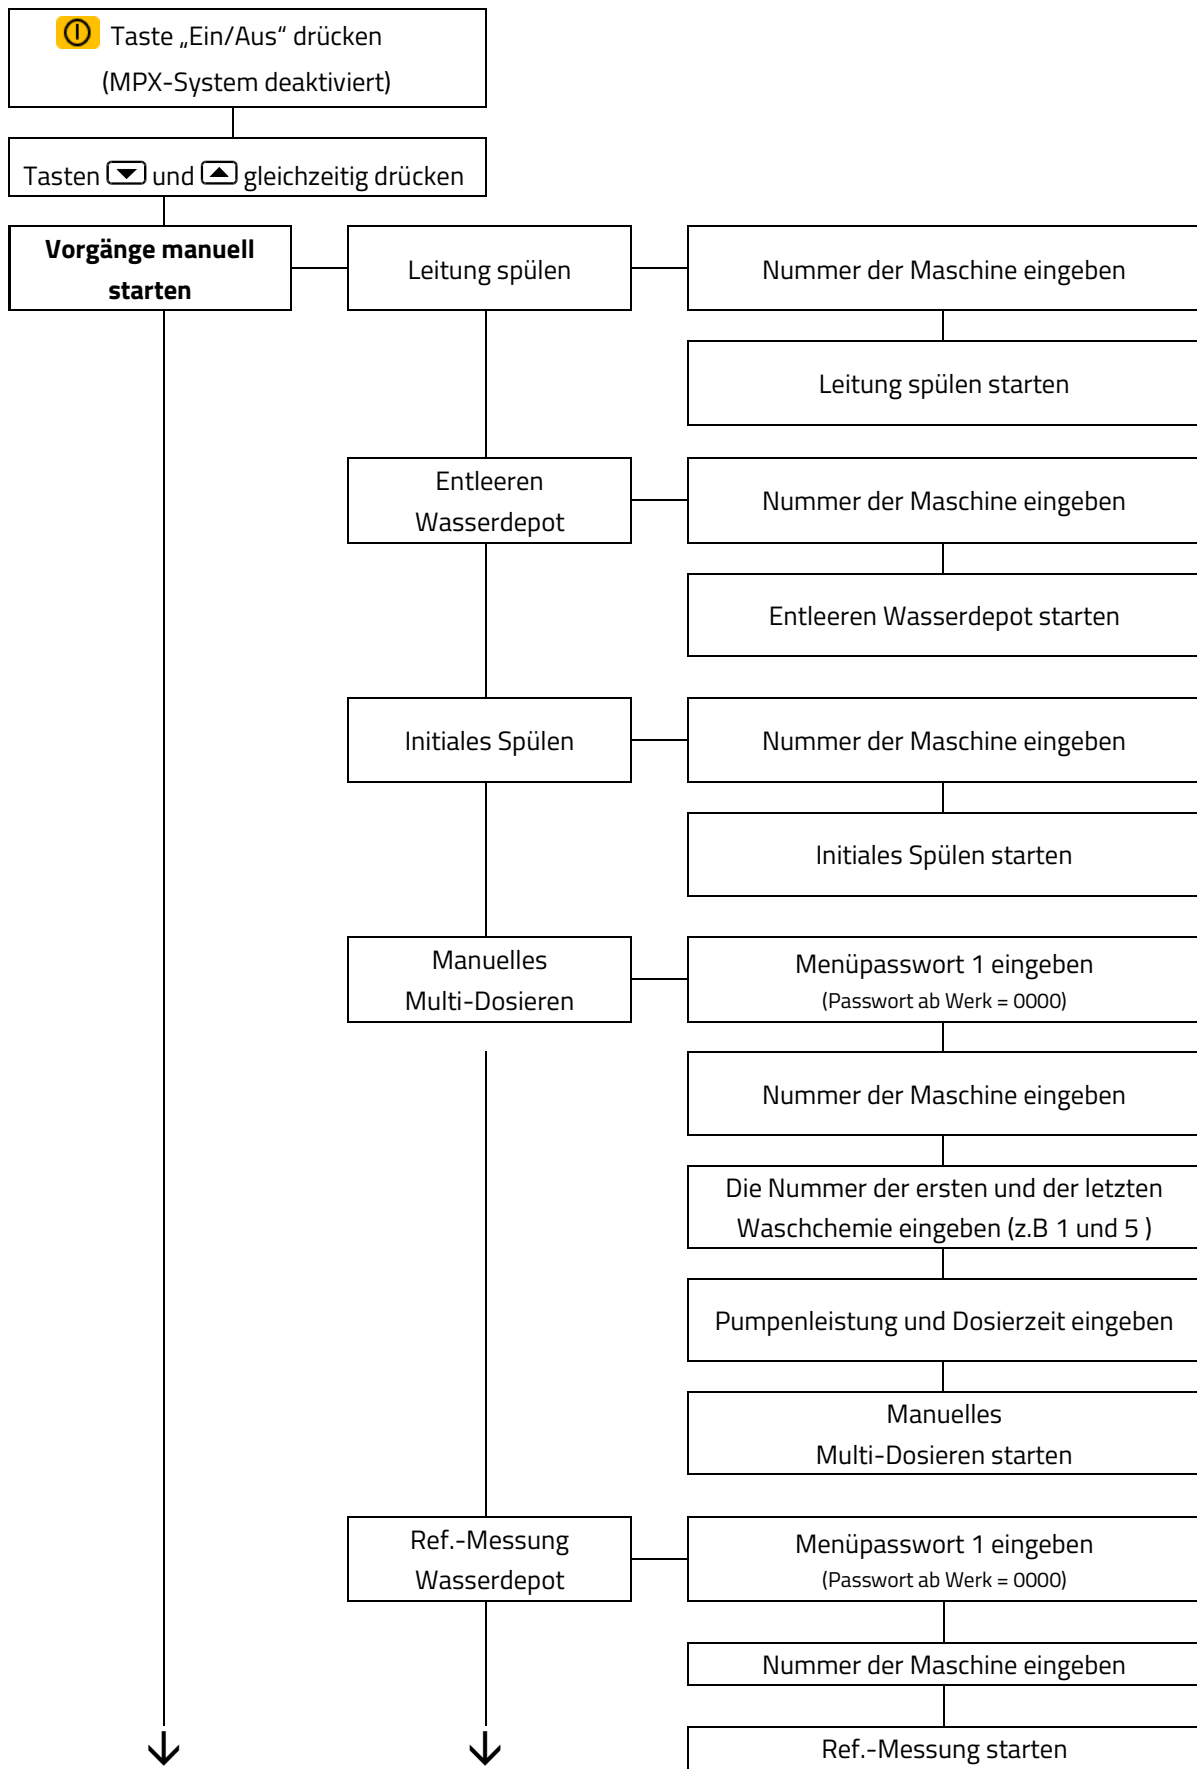 Taste „Ein/Aus“ drücken
(MPX-System deaktiviert)
Tasten und gleichzeitig drücken
Vorgänge manuell
starten
Leitung spülen
Nummer der Maschine eingeben
Leitung spülen starten
Entleeren
Wasserdepot
Nummer der Maschine eingeben
Entleeren Wasserdepot starten
Initiales Spülen
Nummer der Maschine eingeben
Initiales Spülen starten
Manuelles
Multi-Dosieren
Menüpasswort 1 eingeben
(Passwort ab Werk = 0000)
Nummer der Maschine eingeben
Die Nummer der ersten und der letzten
Waschchemie eingeben (z.B 1 und 5 )
Pumpenleistung und Dosierzeit eingeben
Manuelles
Multi-Dosieren starten
Ref.-Messung
Wasserdepot
Menüpasswort 1 eingeben
(Passwort ab Werk = 0000)
Nummer der Maschine eingeben
Ref.-Messung starten